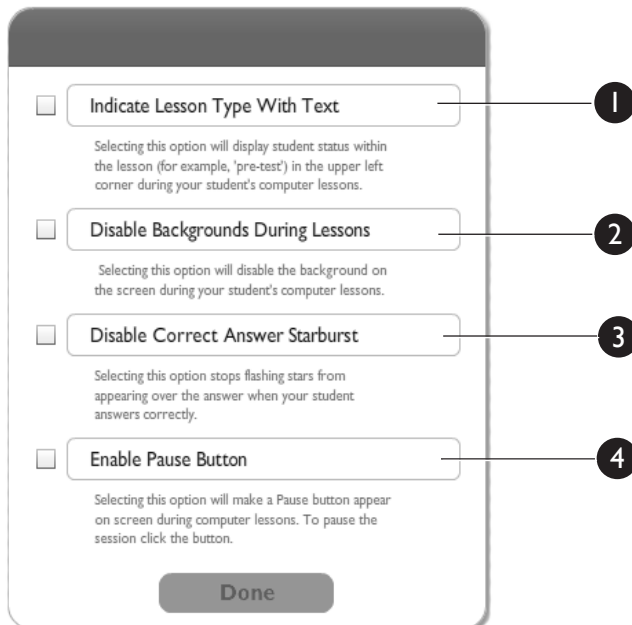 Indicate Lesson Type With Text
1
Selecting this option will display student status within
the lesson (for example, 'pre-test') in the upper left
corner during your student's computer lessons.
Disable Backgrounds During Lessons
2
Selecting this option will disable the background on
the screen during your student's computer lessons.
Disable Correct Answer Starburst
3
Selecting this option stops flashing stars from
appearing over the answer when your student
answers correctly.
Enable Pause Button
4
Selecting this option will make a Pause button appear
on screen during computer lessons. To pause the
session click the button.
Done